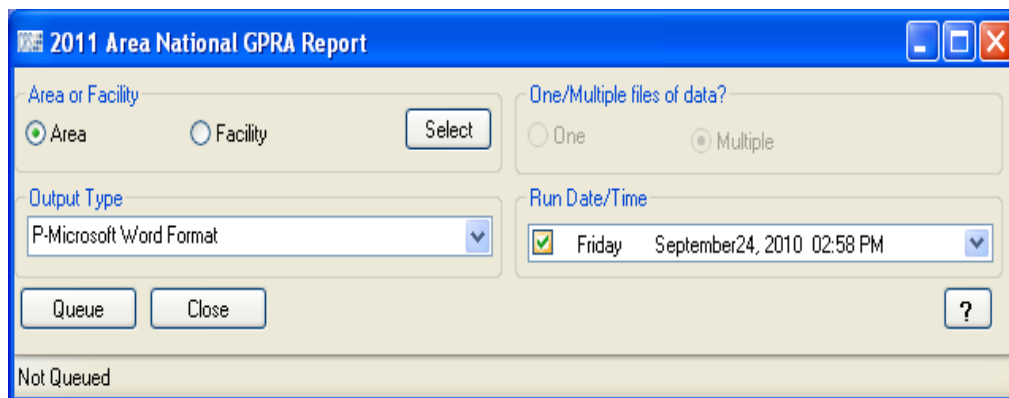 2011 Area National GPRA Report
Area or Facility
Area
Facility
Select
One/Multiple files of data?
One
Multiple
Output Type
P-Microsoft Word Format
Run Date/Time
Friday September24, 2010 02:58 PM
Queue
Close
?
Not Queued